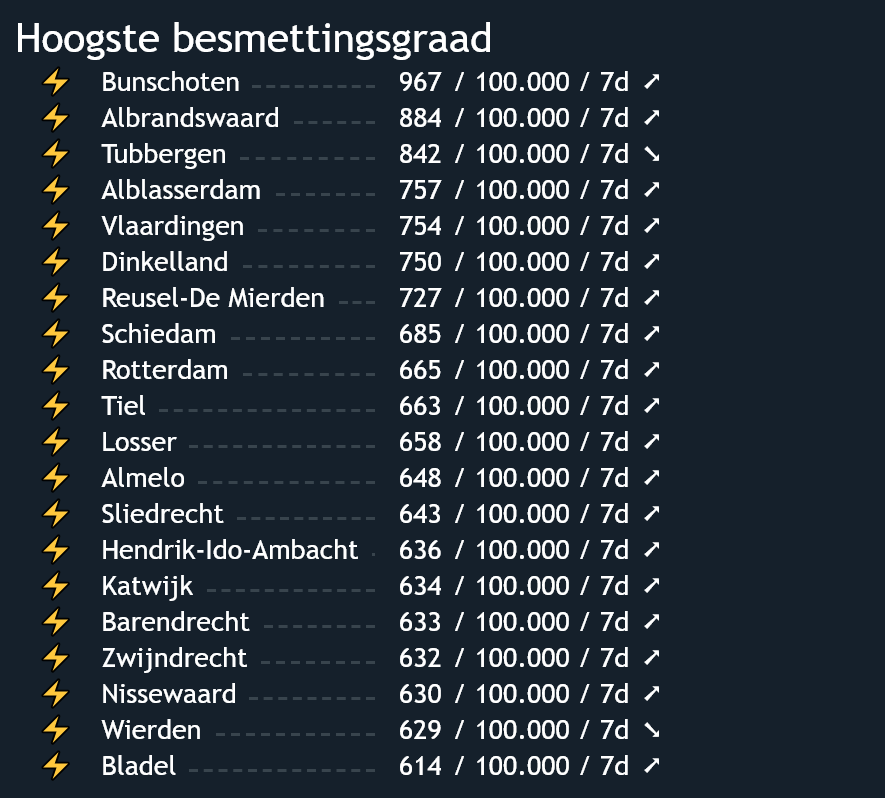 Hoogste besmettingsgraad
⚡ Bunschoten --------- 967 / 100.000 / 7d ➚
⚡ Albrandswaard ------ 884 / 100.000 / 7d ➚
⚡ Tubbergen --------- 842 / 100.000 / 7d ➘
⚡ Alblasserdam ------- 757 / 100.000 / 7d ➚
⚡ Vlaardingen -------- 754 / 100.000 / 7d ➚
⚡ Dinkelland --------- 750 / 100.000 / 7d ➚
⚡ Reusel-De Mierden --- 727 / 100.000 / 7d ➚
⚡ Schiedam ---------- 685 / 100.000 / 7d ➚
⚡ Rotterdam --------- 665 / 100.000 / 7d ➚
⚡ Tiel -------------- 663 / 100.000 / 7d ➚
⚡ Losser ------------ 658 / 100.000 / 7d ➚
⚡ Almelo ------------ 648 / 100.000 / 7d ➚
⚡ Sliedrecht --------- 643 / 100.000 / 7d ➚
⚡ Hendrik-Ido-Ambacht - 636 / 100.000 / 7d ➚
⚡ Katwijk ----------- 634 / 100.000 / 7d ➚
⚡ Barendrecht -------- 633 / 100.000 / 7d ➚
⚡ Zwijndrecht -------- 632 / 100.000 / 7d ➚
⚡ Nissewaard --------- 630 / 100.000 / 7d ➚
⚡ Wierden ----------- 629 / 100.000 / 7d ➘
⚡ Bladel ------------ 614 / 100.000 / 7d ➚